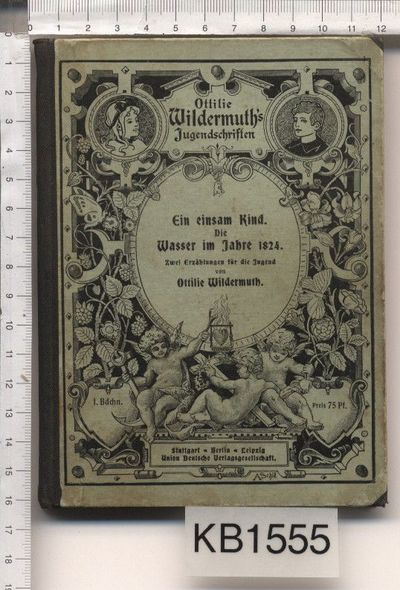 Ottilie
Wildermuth's
Jugendschriften
Ein einsam Kind.
Die
Wasser im Jahre 1824.
Zwei Erzählungen für die Jugend
von
Ottilie Wildermuth.
1. Bdchn.
Preis 75 Pf.
Stuttgart * Berlin * Leipzig
Union Deutsche Verlagsgesellschaft.
KB1555